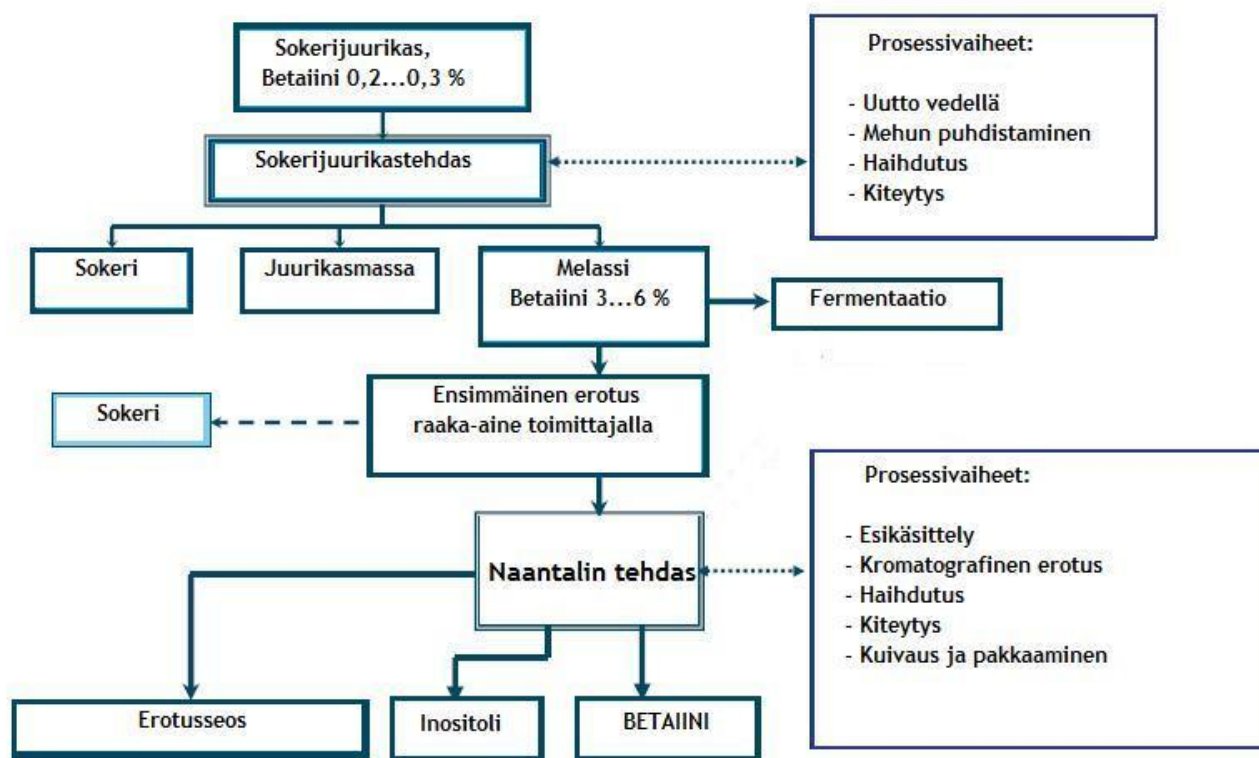 Sokerijuurikas,
Betaiini 0,2...0,3 %
Prosessivaiheet:
- Uutto vedellä
- Mehun puhdistaminen
- Haihdutus
- Kiteytys
Sokerijuurikastehdas
Sokeri
Juurikasmassa
Melassi
Betaiini 3...6 %
Fermentaatio
Ensimmäinen erotus
raaka-aine toimittajalla
Sokeri
Prosessivaiheet:
- Esikäsittely
- Kromatografinen erotus
- Haihdutus
- Kiteytys
- Kuivaus ja pakkaaminen
Naantalin tehdas
Erotusseos
Inositoli
BETAIINI